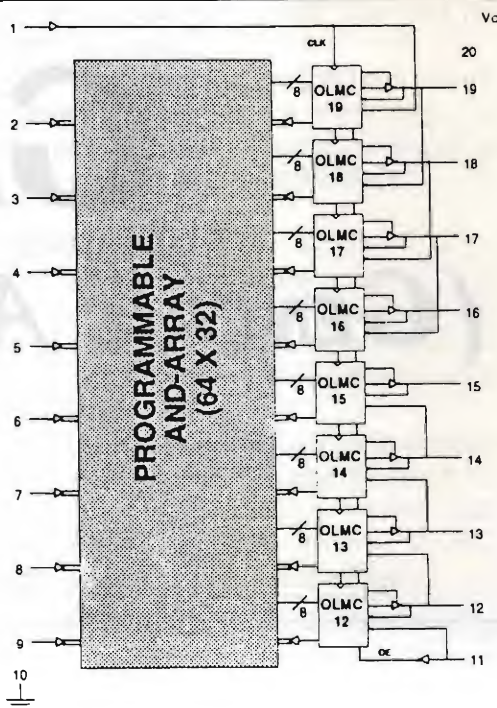 1
CLK
Vc
20
8
OLMC
19
19
2
8
OLMC
18
18
3
8
OLMC
17
17
4
8
OLMC
16
16
5
8
OLMC
15
15
6
8
OLMC
14
14
7
8
OLMC
13
13
8
8
OLMC
12
12
9
OE
11
10
PROGRAMMABLE
AND-ARRAY
(64 X 32)